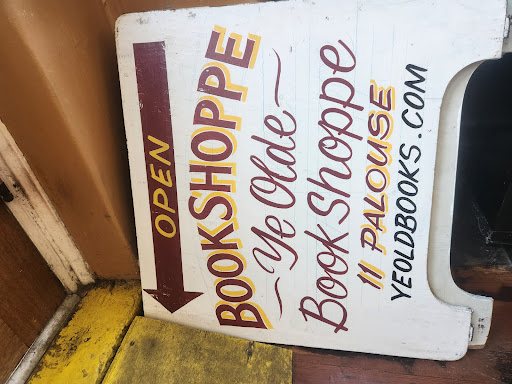 OPEN
BOOKSHOPPE
~Ye Olde~
Book Shoppe
11 PALOUSE
YEOLDBOOKS.COM